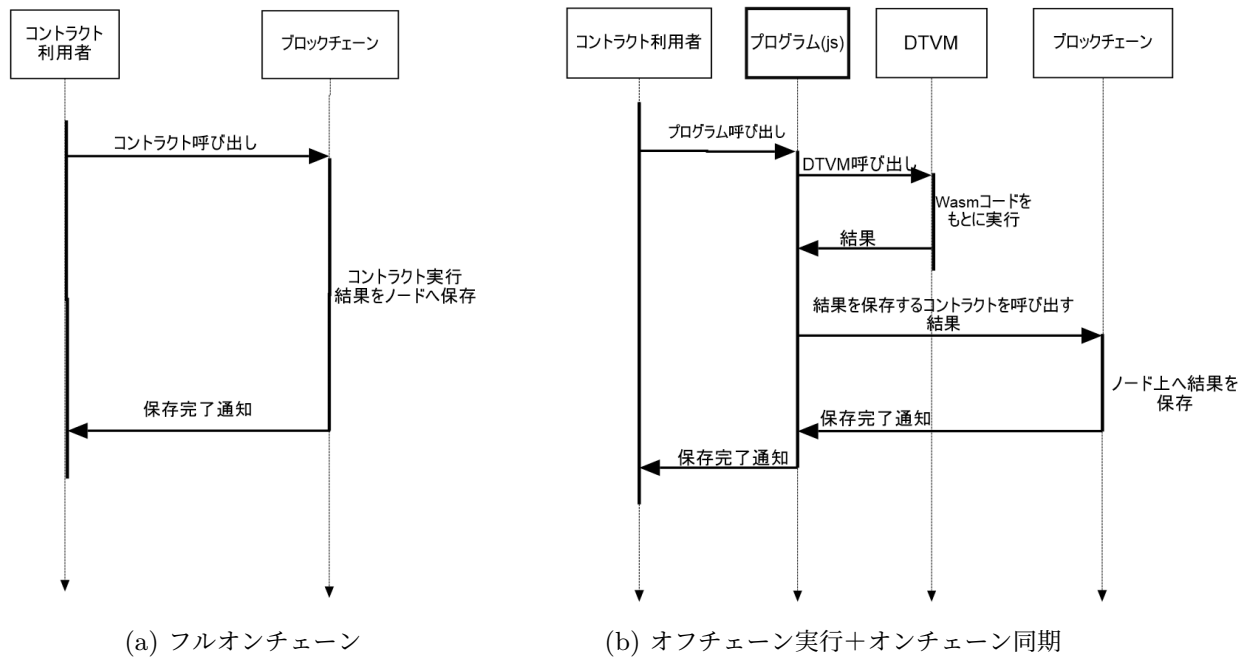 コントラクト
利用者
ブロックチェーン
コントラクト呼び出し
コントラクト実行
結果をノードへ保存
保存完了通知
(a) フルオンチェーン
コントラクト利用者
プログラム(js)
DTVM
ブロックチェーン
プログラム呼び出し
DTVM呼び出し
Wasmコードを
もとに実行
結果
結果を保存するコントラクトを呼び出す
結果
ノード上へ結果を
保存
保存完了通知
保存完了通知
(b) オフチェーン実行+オンチェーン同期